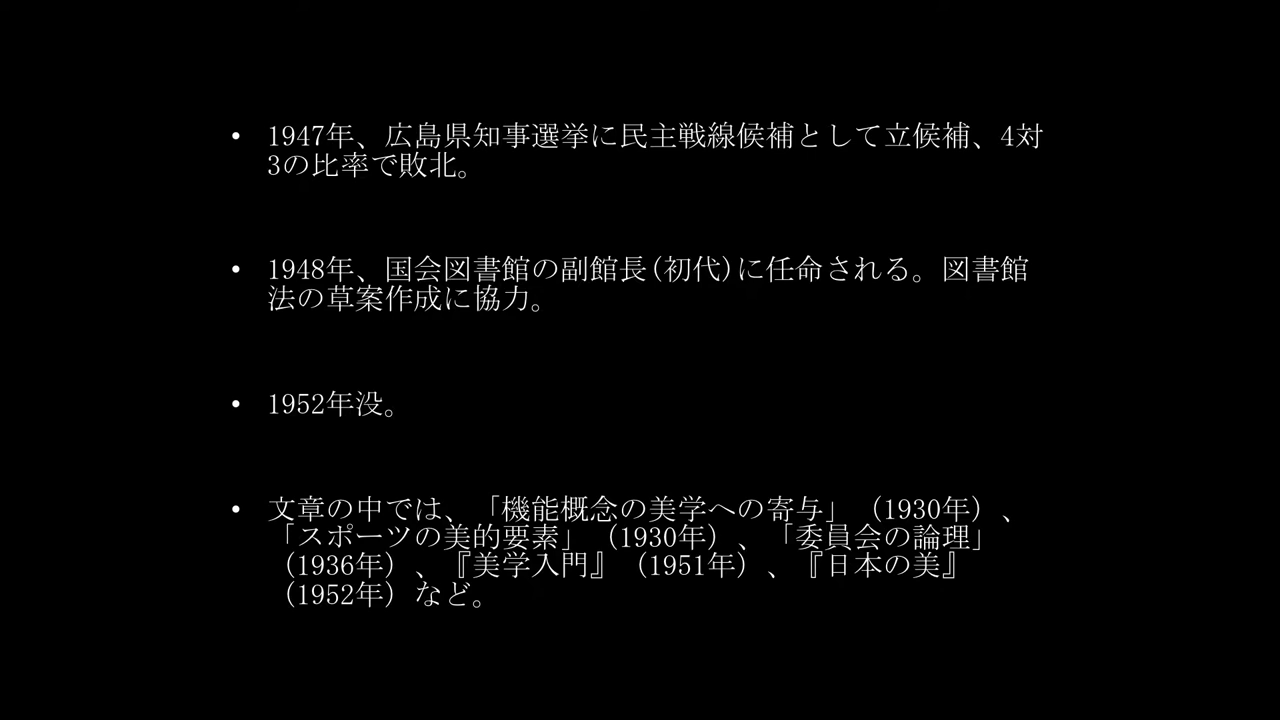 • 1947年、広島県知事選挙に民主戦線候補として立候補、4対
3の比率で敗北。
• 1948年、国会図書館の副館長(初代)に任命される。図書館
法の草案作成に協力。
• 1952年没。
• 文章の中では、「機能概念の美学への寄与」（1930年）、
「スポーツの美的要素」（1930年）、「委員会の論理」
（1936年）、『美学入門』（1951年）、『日本の美』
（1952年）など。